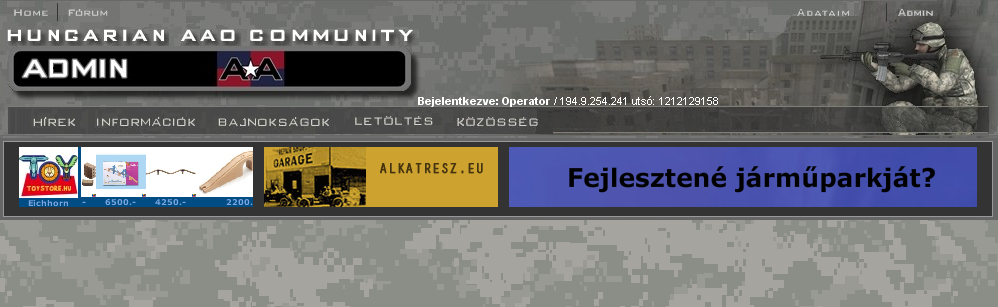 Home Fórum Adataim Admin
HUNGARIAN AAO COMMUNITY
ADMIN AA
Bejelentkezve: Operator / 194.9.254.241 utsó: 1212129158
HÍREK INFORMÁCIÓK BAJNOKSÁGOK LETÖLTÉS KÖZÖSSÉG
TOY
TOYSTORE.HU
Eichhorn - 6500.- 4250.- 2200.
GARAGE
ALKATRESZ.EU
Fejlesztené járműparkját?